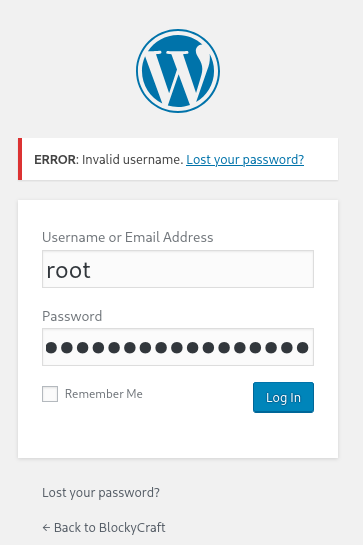 ERROR: Invalid username. Lost your password?
Username or Email Address
root
Password
●●●●●●●●●●●●●●●●●
Remember Me
Log In
Lost your password?
← Back to BlockyCraft